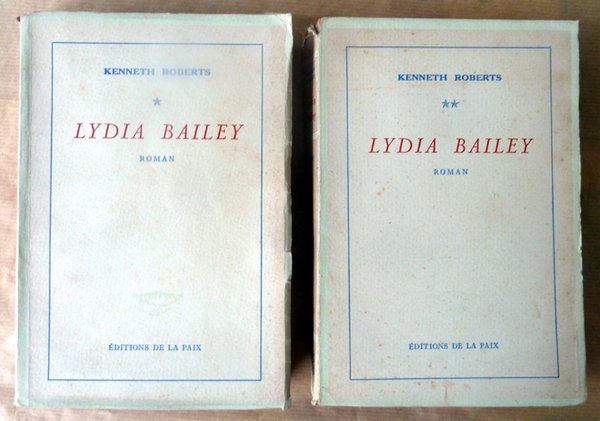 KENNETH ROBERTS
*
LYDIA BAILEY
ROMAN
ÉDITIONS DE LA PAIX
KENNETH ROBERTS
**
LYDIA BAILEY
ROMAN
ÉDITIONS DE LA PAIX